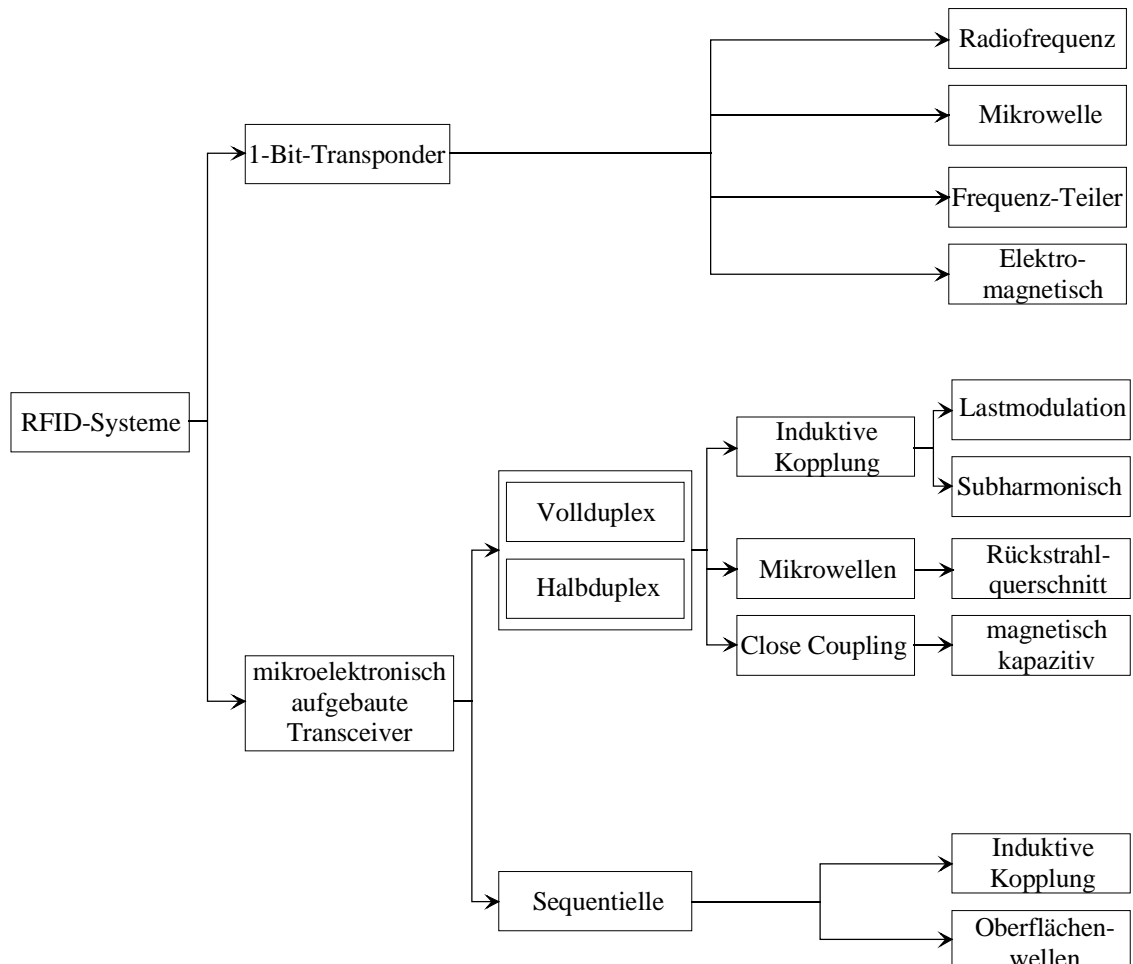 Radiofrequenz
Mikrowelle
1-Bit-Transponder
Frequenz-Teiler
Elektro-
magnetisch
RFID-Systeme
Lastmodulation
Induktive
Kopplung
Subharmonisch
Vollduplex
Halbduplex
Mikrowellen
Rückstrahl-
querschnitt
Close Coupling
magnetisch
kapazitiv
mikroelektronisch
aufgebaute
Transceiver
Sequentielle
Induktive
Kopplung
Oberflächen-
wellen